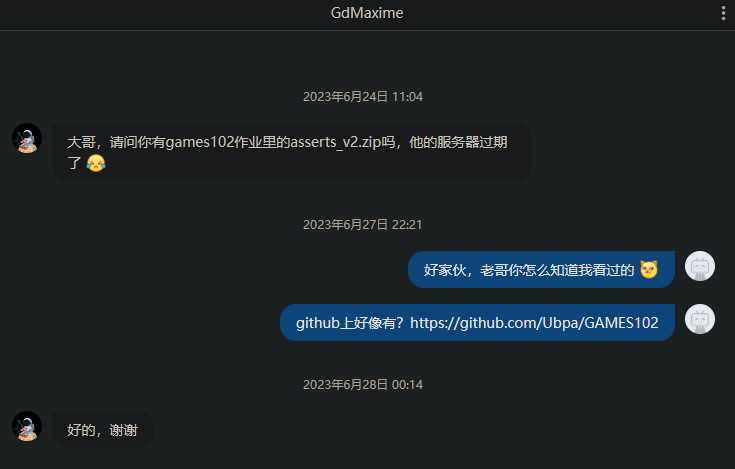 GdMaxime
2023年6月24日 11:04
大哥，请问你有games102作业里的asserts_v2.zip吗，他的服务器过期
了 😹
2023年6月27日 22:21
好家伙，老哥你怎么知道我看过的 😼
github上好像有？https://github.com/Ubpa/GAMES102
2023年6月28日 00:14
好的，谢谢